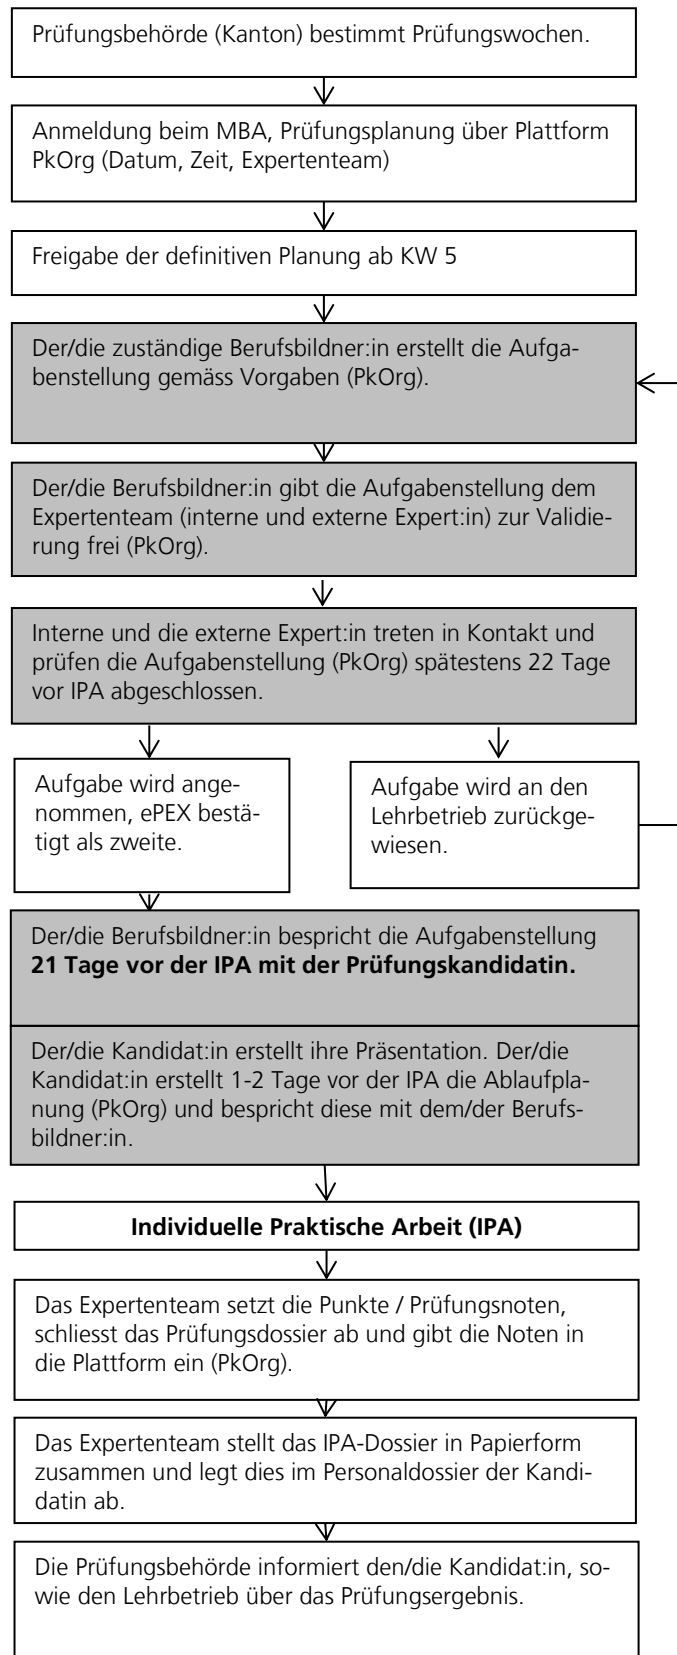 Prüfungsbehörde (Kanton) bestimmt Prüfungswochen.
Anmeldung beim MBA, Prüfungsplanung über Plattform
PkOrg (Datum, Zeit, Expertenteam)
Freigabe der definitiven Planung ab KW 5
Der/die zuständige Berufsbildner:in erstellt die Aufga-
benstellung gemäss Vorgaben (PkOrg).
Der/die Berufsbildner:in gibt die Aufgabenstellung dem
Expertenteam (interne und externe Expert:in) zur Validie-
rung frei (PkOrg).
Interne und die externe Expert:in treten in Kontakt und
prüfen die Aufgabenstellung (PkOrg) spätestens 22 Tage
vor IPA abgeschlossen.
Aufgabe wird ange-
nommen, ePEX bestä-
tigt als zweite.
Aufgabe wird an den
Lehrbetrieb zurückge-
wiesen.
Der/die Berufsbildner:in bespricht die Aufgabenstellung
21 Tage vor der IPA mit der Prüfungskandidatin.
Der/die Kandidat:in erstellt ihre Präsentation. Der/die
Kandidat:in erstellt 1-2 Tage vor der IPA die Ablaufpla-
nung (PkOrg) und bespricht diese mit dem/der Berufs-
bildner:in.
Individuelle Praktische Arbeit (IPA)
Das Expertenteam setzt die Punkte / Prüfungsnoten,
schliesst das Prüfungsdossier ab und gibt die Noten in
die Plattform ein (PkOrg).
Das Expertenteam stellt das IPA-Dossier in Papierform
zusammen und legt dies im Personaldossier der Kandi-
datin ab.
Die Prüfungsbehörde informiert den/die Kandidat:in, so-
wie den Lehrbetrieb über das Prüfungsergebnis.